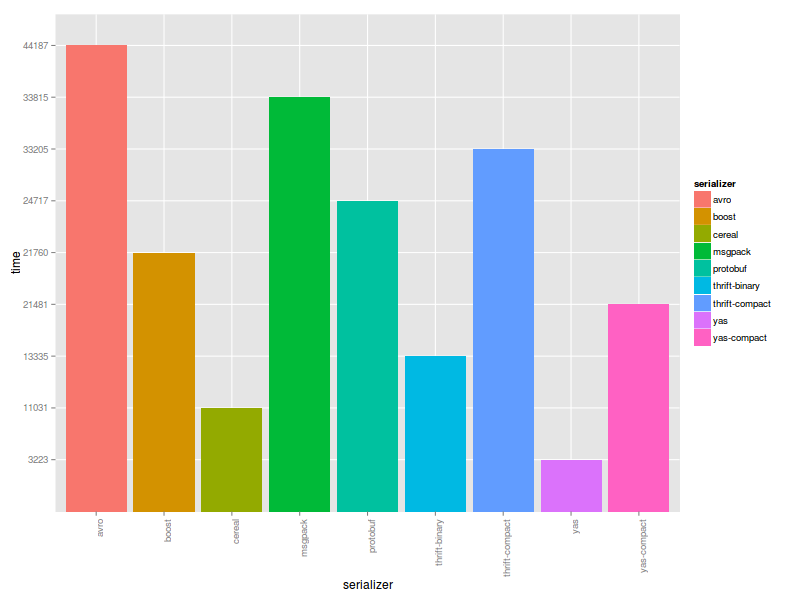 44187
33815
33205
24717
21760
21481
13335
11031
3223
time
avro
boost
cereal
msgpack
protobuf
thrift-binary
thrift-compact
yas
yas-compact
serializer
serializer
avro
boost
cereal
msgpack
protobuf
thrift-binary
thrift-compact
yas
yas-compact